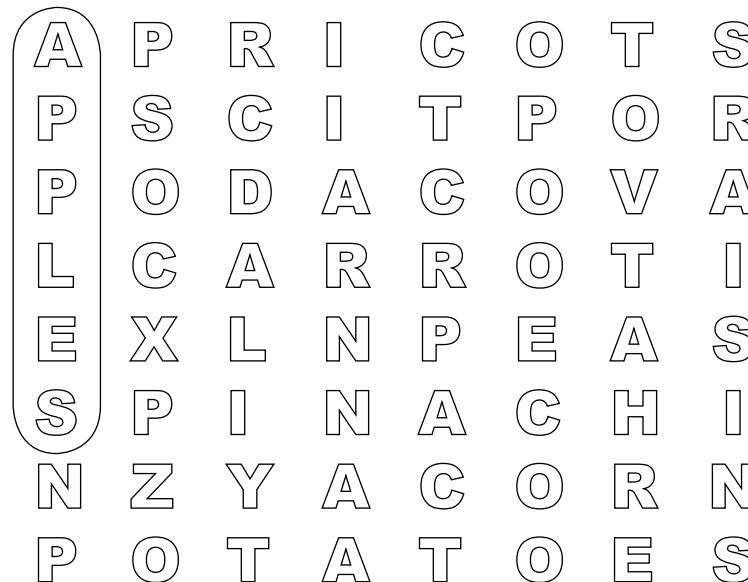 A P R I C O T S
P S C I T P O R
P O D A C O V A
L C A R R O T I
E X L N P E A S
S P I N A C H I
N Z Y A C O R N
P O T A T O E S